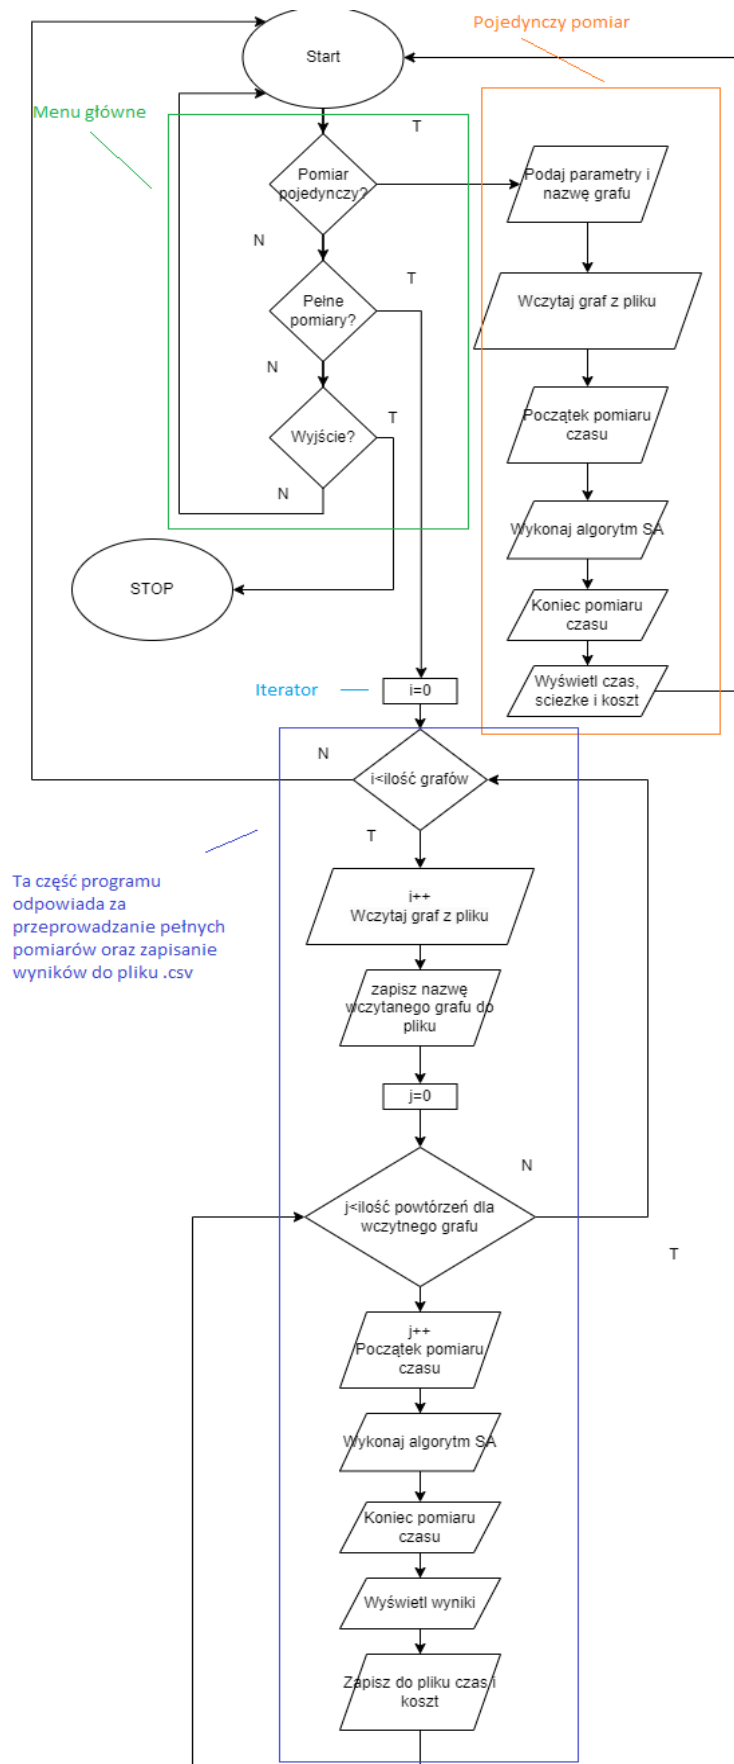 Start
Pojedynczy pomiar
Menu główne
T
Pomiar
pojedynczy?
Podaj parametry i
nazwę grafu
N
T
Pełne
pomiary?
Wczytaj graf z pliku
N
T
Początek pomiaru
czasu
Wyjście?
N
Wykonaj algorytm SA
STOP
Koniec pomiaru
czasu
Wyświetl czas,
sciezke i koszt
Iterator
i=0
N
i<ilość grafów
T
Ta część programu
odpowiada za
przeprowadzanie pełnych
pomiarów oraz zapisanie
wyników do pliku .csv
i++
Wczytaj graf z pliku
zapisz nazwę
wczytanego grafu do
pliku
j=0
N
j<ilość powtórzeń dla
wczytnego grafu
T
j++
Początek pomiaru
czasu
Wykonaj algorytm SA
Koniec pomiaru
czasu
Wyświetl wyniki
Zapisz do pliku czas i
koszt